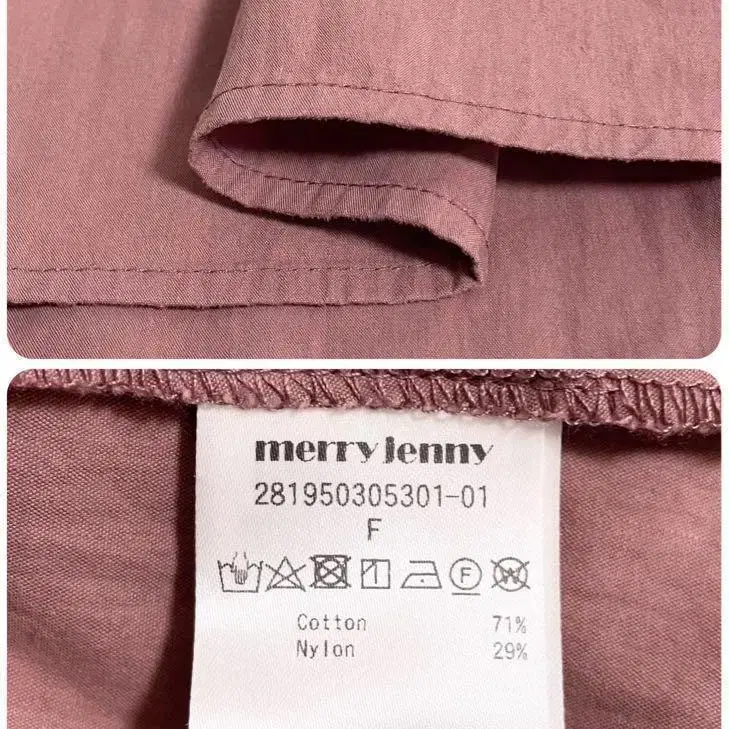 merry jenny
281950305301-01
F
Cotton 71%
Nylon 29%